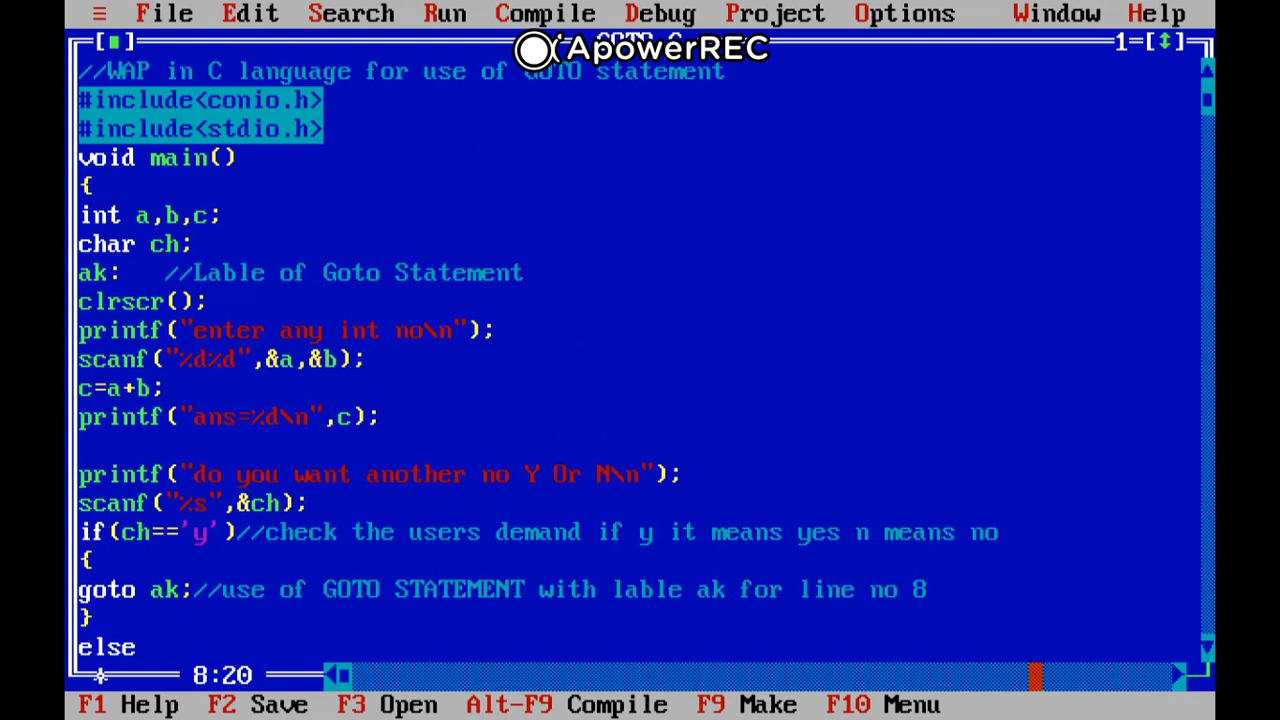 ≡ File Edit Search Run Compile Debug Project Options Window Help
1
ApowerREC
//WAP in C language for use of GOTO statement
#include<conio.h>
#include<stdio.h>
void main()
{
int a,b,c;
char ch;
ak: //Lable of Goto Statement
clrscr();
printf("enter any int no\n");
scanf("%d%d",&a,&b);
c=a+b;
printf("ans=%d\n",c);
printf("do you want another no Y Or N\n");
scanf("%s",&ch);
if(ch=='y')//check the users demand if y it means yes n means no
{
goto ak;//use of GOTO STATEMENT with lable ak for line no 8
}
else
8:20
F1 Help F2 Save F3 Open Alt-F9 Compile F9 Make F10 Menu